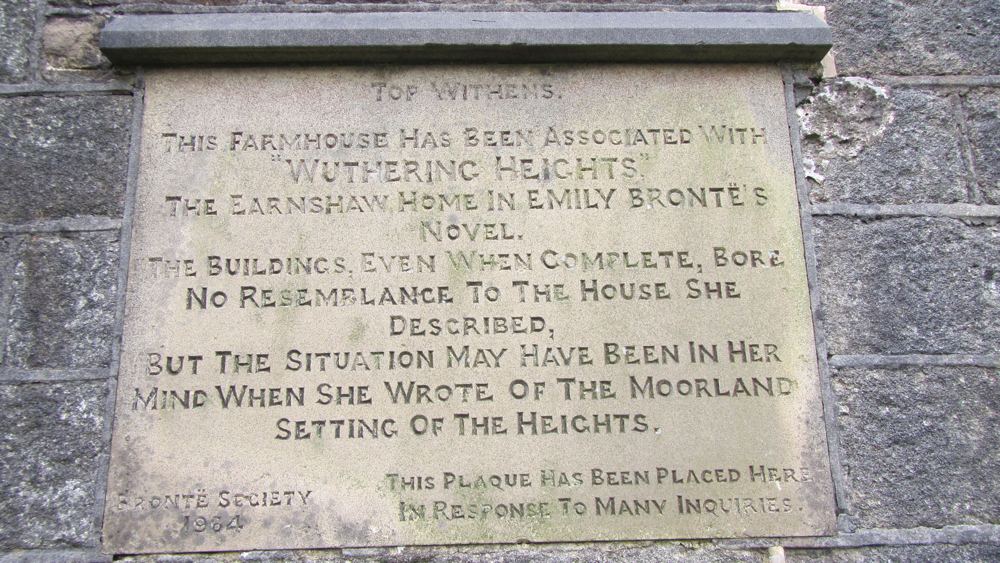 TOP WITHENS.
THIS FARMHOUSE HAS BEEN ASSOCIATED WITH
"WUTHERING HEIGHTS".
THE EARNSHAW HOME IN EMILY BRONTË'S
NOVEL.
THE BUILDINGS, EVEN WHEN COMPLETE, BORE
NO RESEMBLANCE TO THE HOUSE SHE
DESCRIBED,
BUT THE SITUATION MAY HAVE BEEN IN HER
MIND WHEN SHE WROTE OF THE MOORLAND
SETTING OF THE HEIGHTS.
BRONTË SOCIETY
1964
THIS PLAQUE HAS BEEN PLACED HERE
IN RESPONSE TO MANY INQUIRIES.